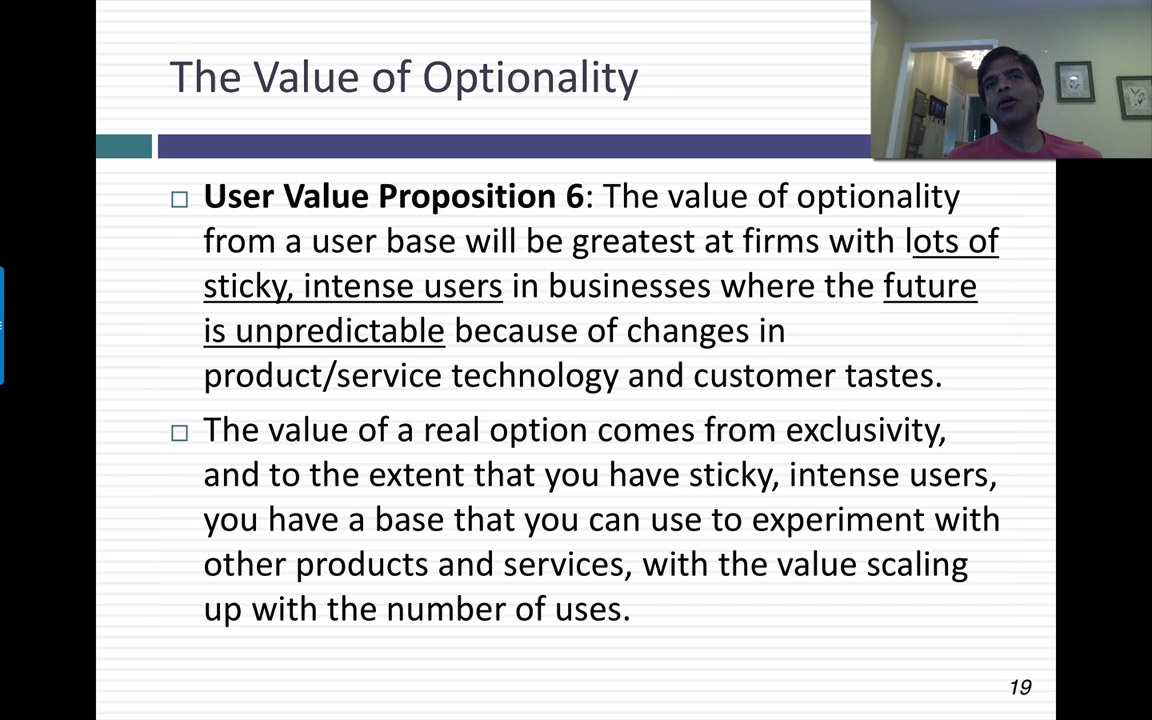 The Value of Optionality
User Value Proposition 6: The value of optionality
from a user base will be greatest at firms with lots of
sticky, intense users in businesses where the future
is unpredictable because of changes in
product/service technology and customer tastes.
The value of a real option comes from exclusivity,
and to the extent that you have sticky, intense users,
you have a base that you can use to experiment with
other products and services, with the value scaling
up with the number of uses.
19